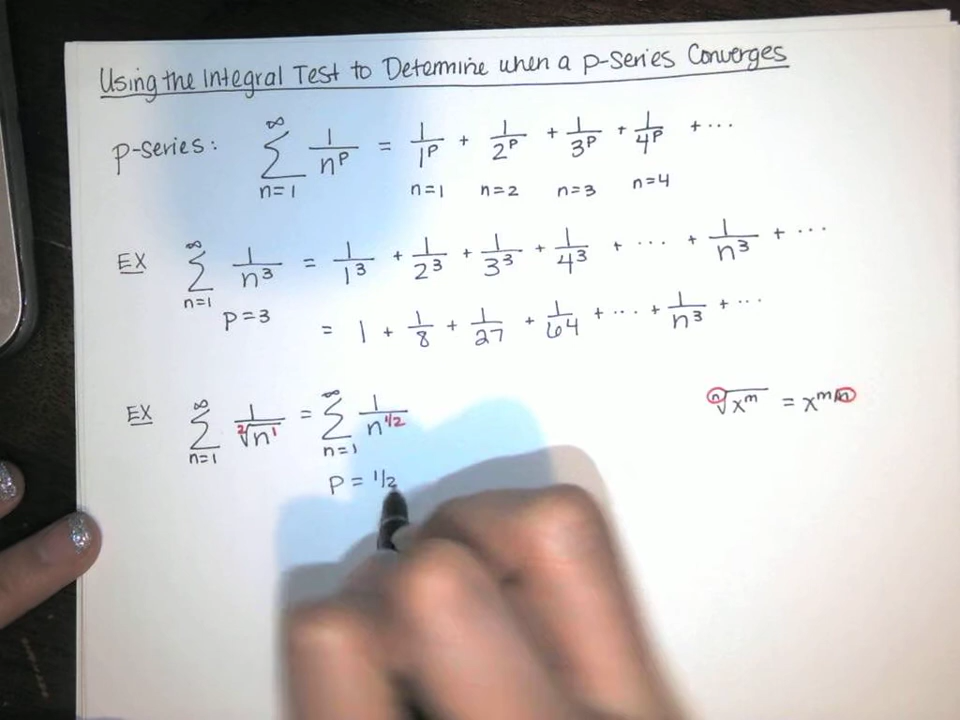 Using the Integral Test to Determine when a p-series Converges
p-series: ∞ ∑ n=1 1/n^p = 1/1^p + 1/2^p + 1/3^p + 1/4^p + ...
n=1 n=2 n=3 n=4
EX ∞ ∑ n=1 1/n^3 = 1/1^3 + 1/2^3 + 1/3^3 + 1/4^3 + ... + 1/n^3 + ...
p=3
= 1 + 1/8 + 1/27 + 1/64 + ... + 1/n^3 + ...
EX ∞ ∑ n=1 1/²√n^1 = ∞ ∑ n=1 1/n^1/2
ⁿ√x^m = x^m/n
p = 1/2